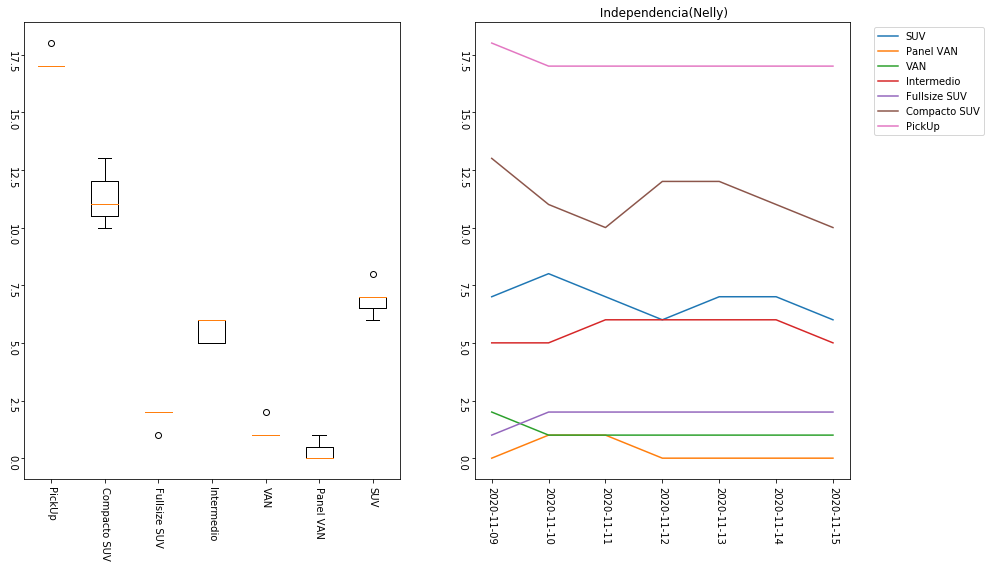 Independencia(Nelly)
17.5
15.0
12.5
10.0
7.5
5.0
2.5
0.0
PickUp
Compacto SUV
Fullsize SUV
Intermedio
VAN
Panel VAN
SUV
17.5
15.0
12.5
10.0
7.5
5.0
2.5
0.0
2020-11-09
2020-11-10
2020-11-11
2020-11-12
2020-11-13
2020-11-14
2020-11-15
SUV
Panel VAN
VAN
Intermedio
Fullsize SUV
Compacto SUV
PickUp